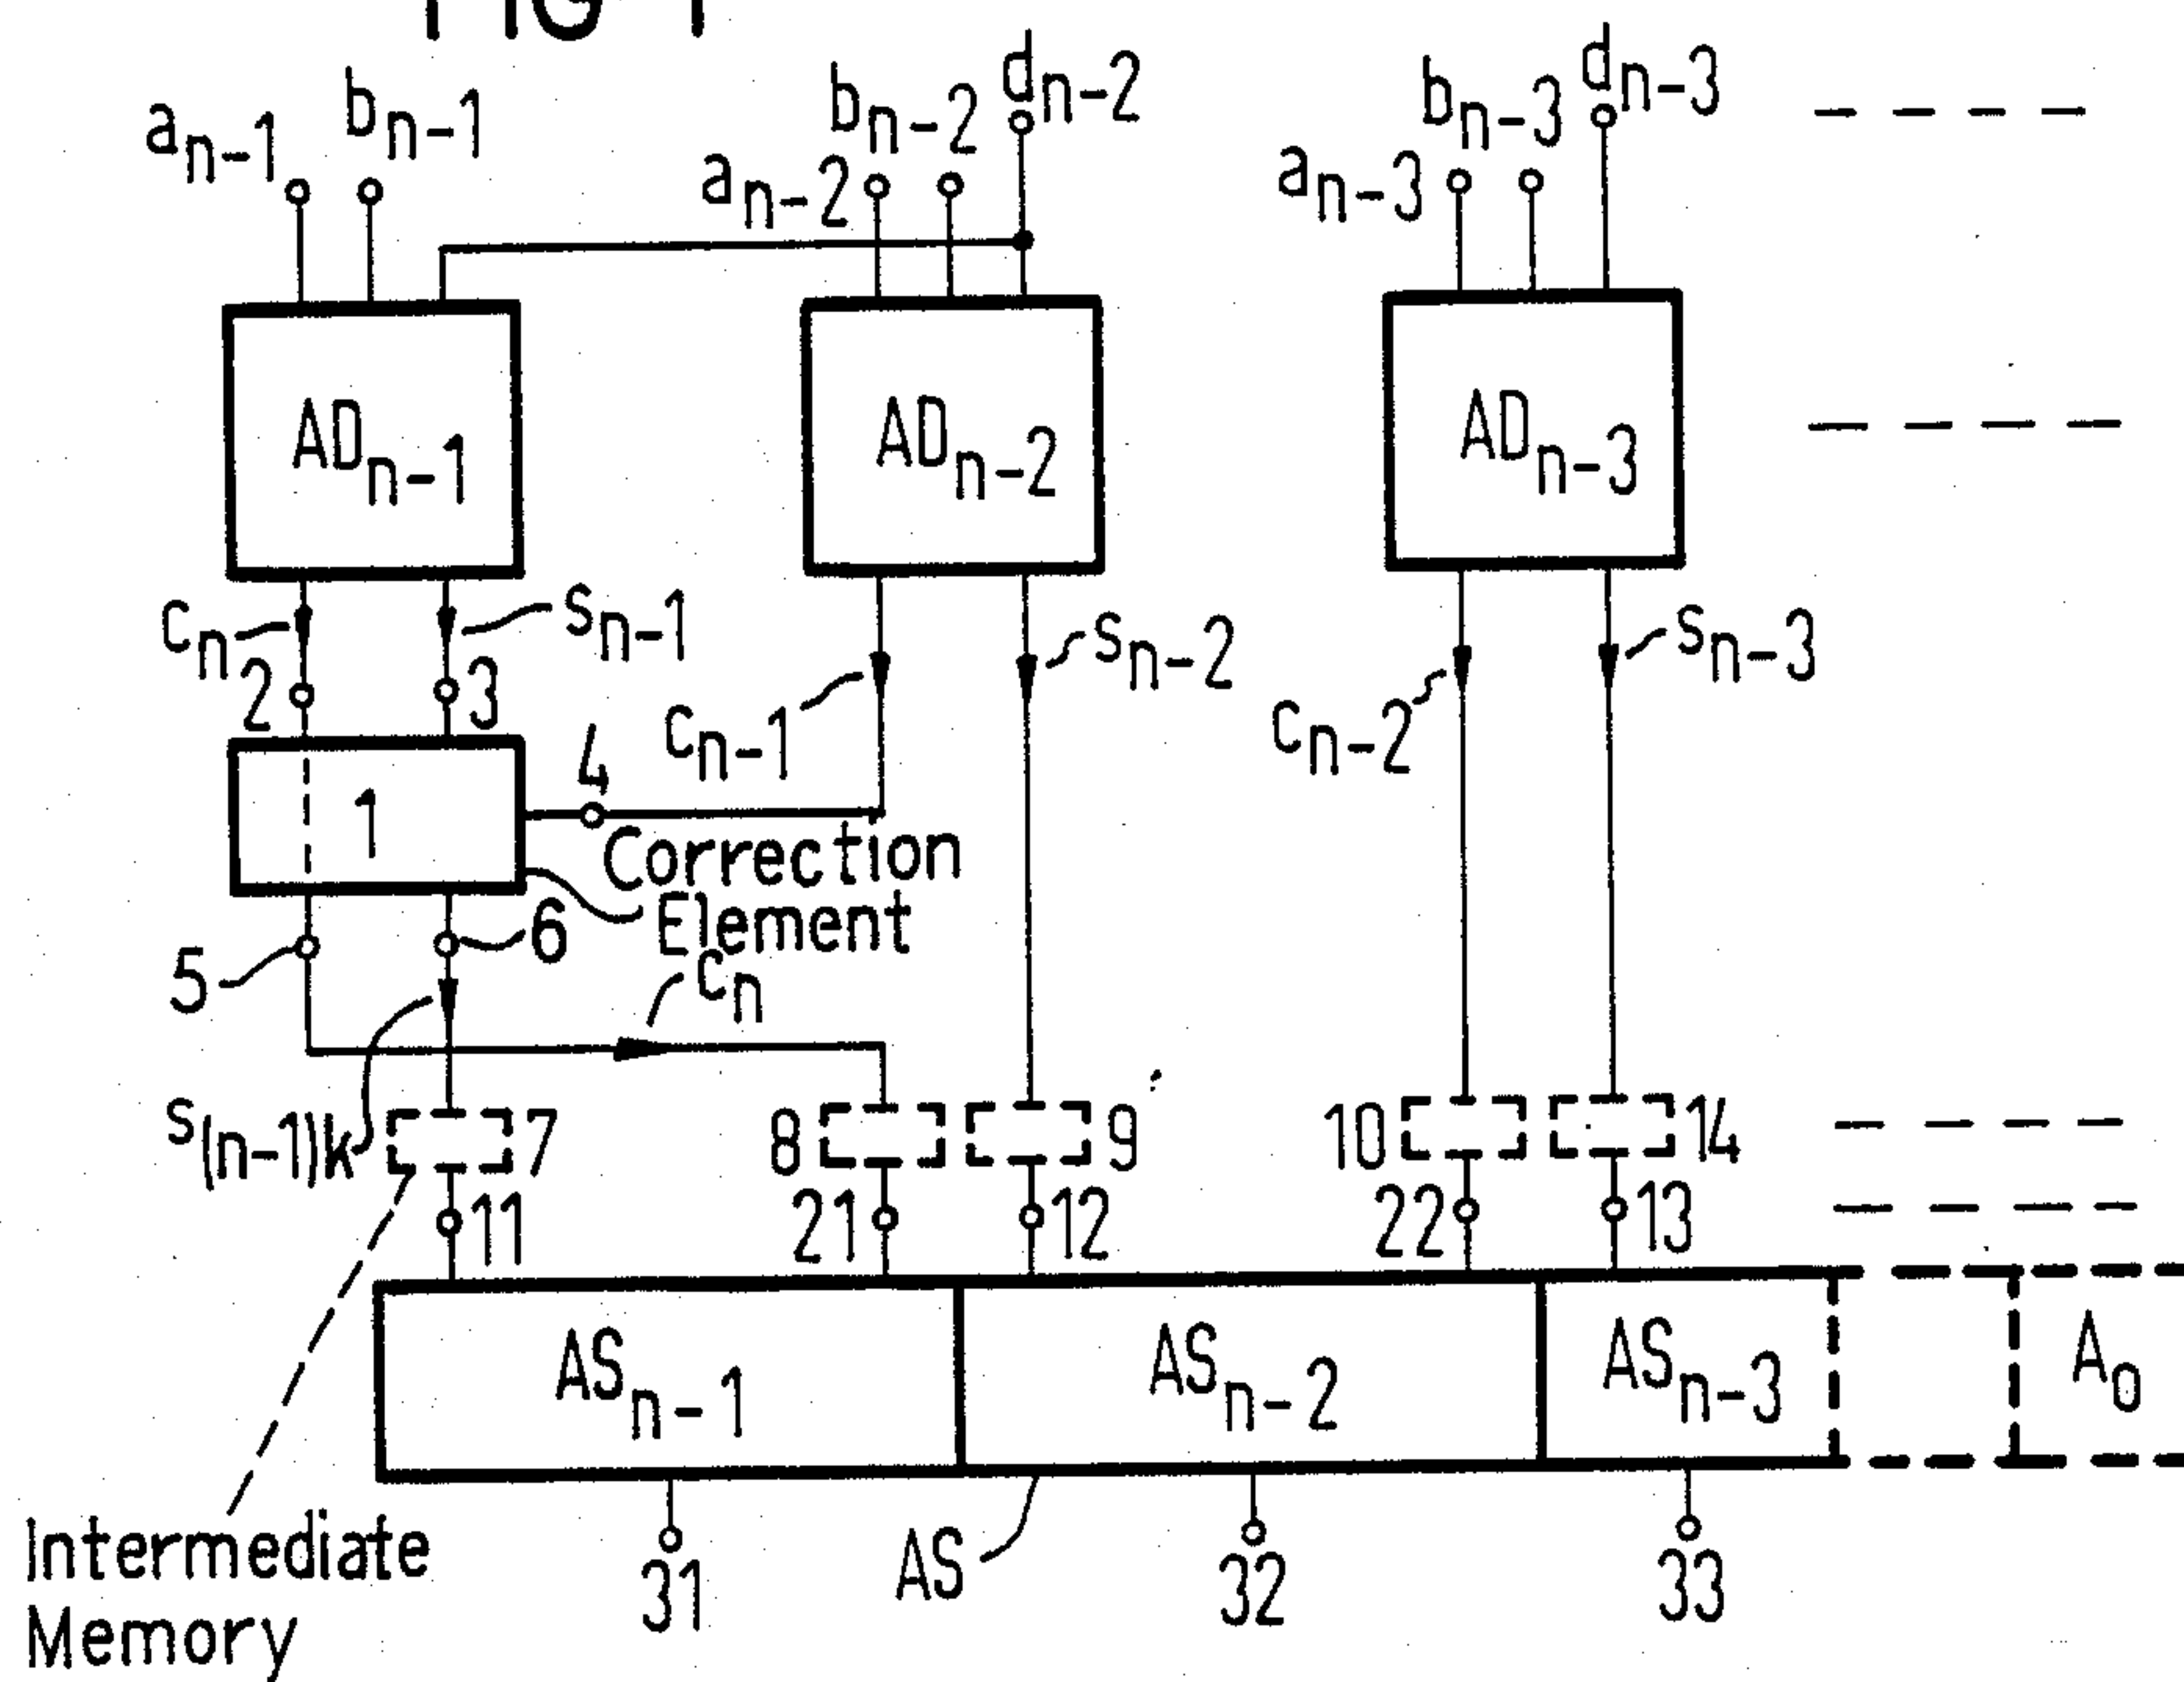 FIG 1
a n-1
b n-1
a n-2
b n-2
d n-2
a n-3
b n-3
d n-3
AD n-1
AD n-2
AD n-3
c n
s n-1
2
3
c n-1
s n-2
c n-2
s n-3
1
4
Correction
Element
5
6
c n
s (n-1)k
7
8
9
10
14
11
21
12
22
13
AS n-1
AS n-2
AS n-3
A o
31
AS
32
33
Intermediate
Memory